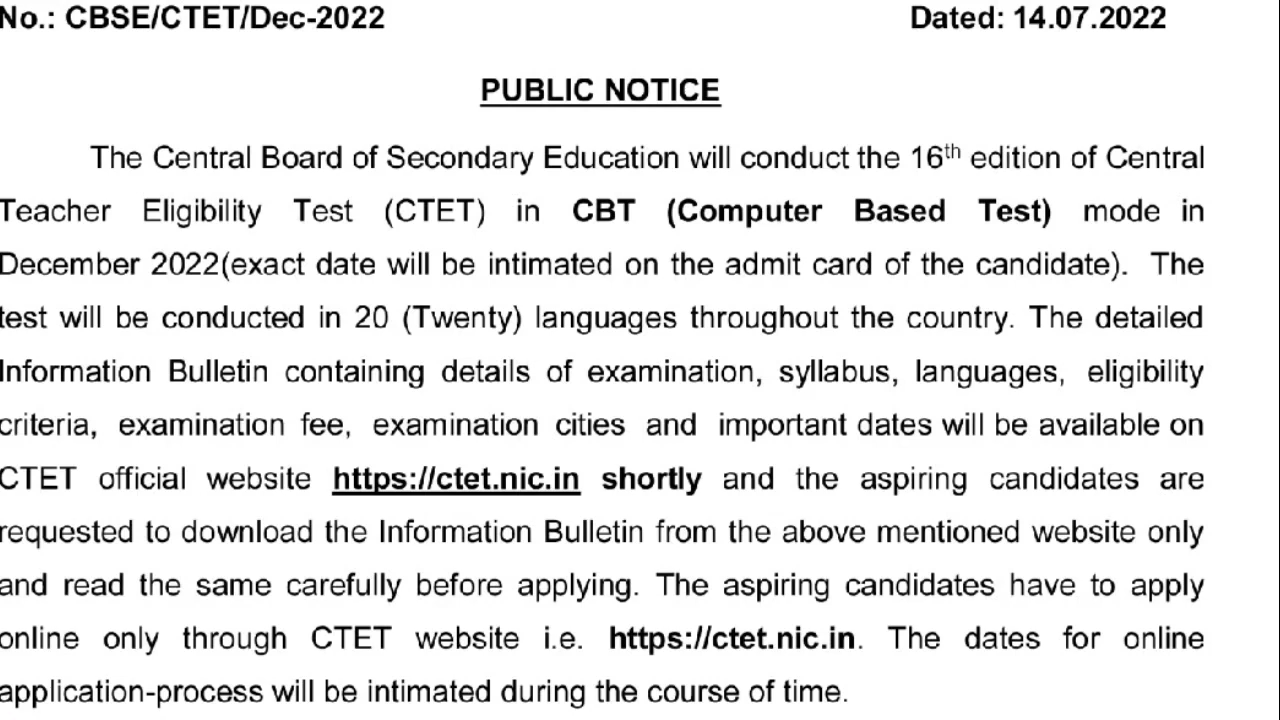 No.: CBSE/CTET/Dec-2022 Dated: 14.07.2022
PUBLIC NOTICE
The Central Board of Secondary Education will conduct the 16th edition of Central
Teacher Eligibility Test (CTET) in CBT (Computer Based Test) mode in
December 2022(exact date will be intimated on the admit card of the candidate). The
test will be conducted in 20 (Twenty) languages throughout the country. The detailed
Information Bulletin containing details of examination, syllabus, languages, eligibility
criteria, examination fee, examination cities and important dates will be available on
CTET official website https://ctet.nic.in shortly and the aspiring candidates are
requested to download the Information Bulletin from the above mentioned website only
and read the same carefully before applying. The aspiring candidates have to apply
online only through CTET website i.e. https://ctet.nic.in. The dates for online
application-process will be intimated during the course of time.